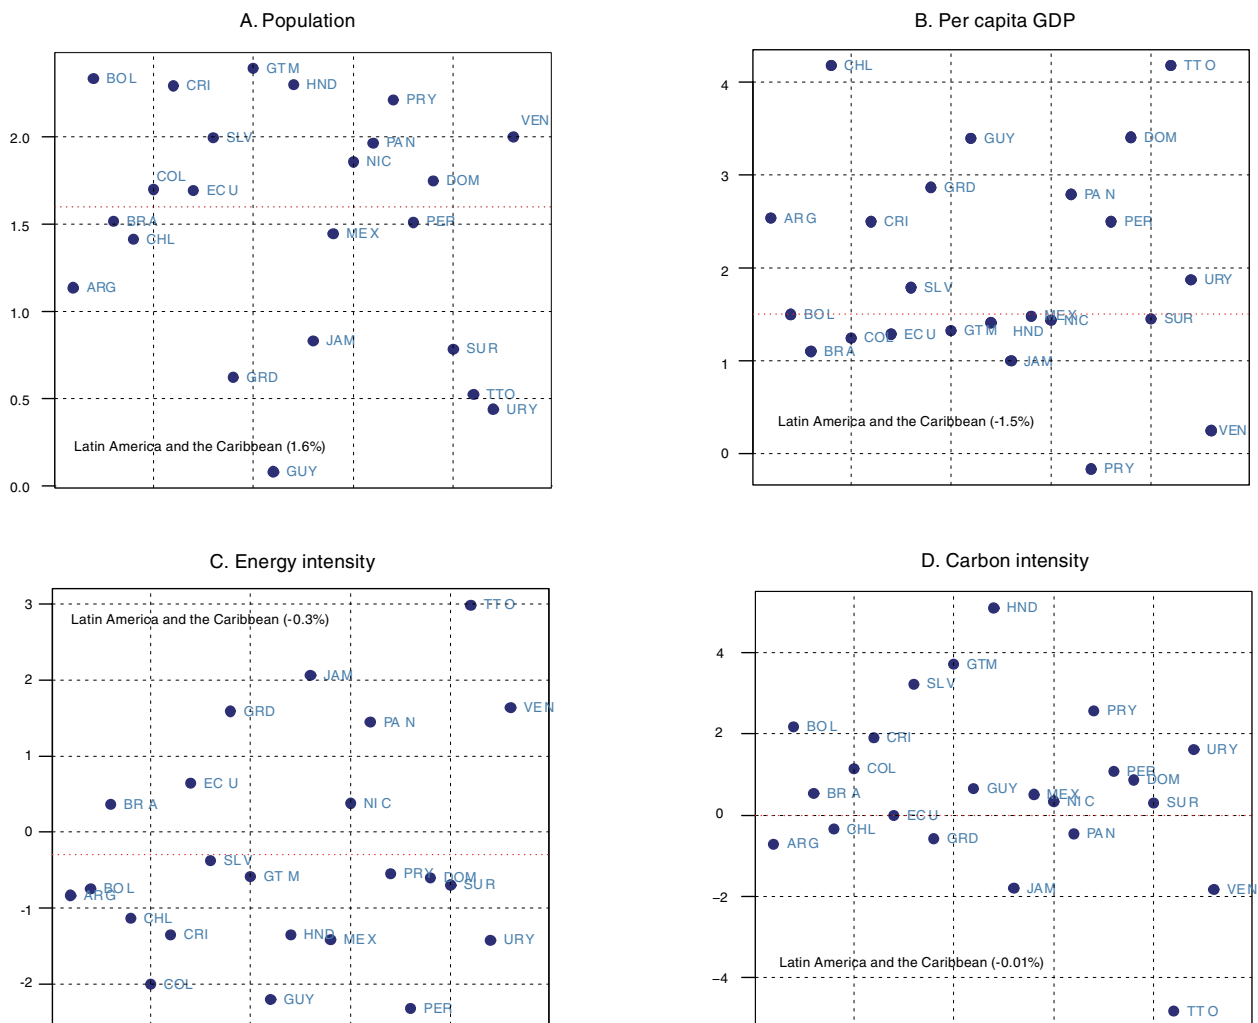 A. Population
BOL
CRI
GTM
HND
PRY
VEN
2.0
SLV
PAN
NIC
COL
ECU
DOM
1.5
BRA
CHL
MEX
PER
ARG
1.0
JAM
SUR
GRD
0.5
TTO
URY
Latin America and the Caribbean (1.6%)
GUY
0.0
B. Per capita GDP
CHL
TTO
4
GUY
DOM
3
GRD
PAN
ARG
CRI
PER
2
SLV
URY
BOL
MEX
NIC
SUR
COL
ECU
GTM
HND
BRA
1
JAM
Latin America and the Caribbean (-1.5%)
VEN
0
PRY
C. Energy intensity
3
TTO
Latin America and the Caribbean (-0.3%)
2
JAM
GRD
PAN
VEN
1
ECU
BRA
NIC
0
SLV
GTM
PRY
DOM
SUR
BOL
ARG
-1
CHL
CRI
HND
MEX
URY
-2
COL
GUY
PER
D. Carbon intensity
HND
4
GTM
SLV
PRY
BOL
2
CRI
URY
COL
PER
DOM
BRA
GUY
MEX
NIC
SUR
0
ECU
CHL
ARG
GRD
PAN
JAM
VEN
−2
Latin America and the Caribbean (-0.01%)
−4
TTO